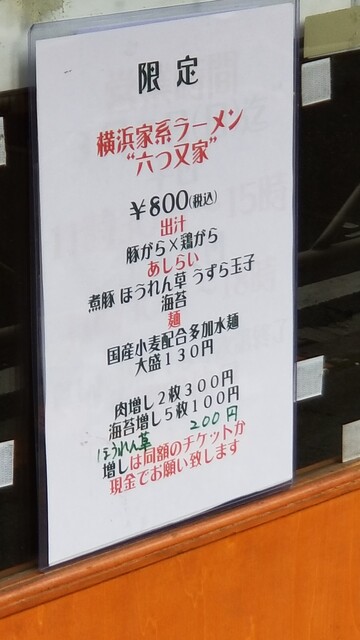 限定
横浜家系ラーメン
“六つ又家”
￥800(税込)
出汁
豚がら×鶏がら
あしらい
煮豚 ほうれん草 うずら玉子
海苔
麺
国産小麦配合多加水麺
大盛１３０円
肉増し２枚３００円
海苔増し５枚１００円
ほうれん草 200円
増しは同額のチケットか
現金でお願い致します